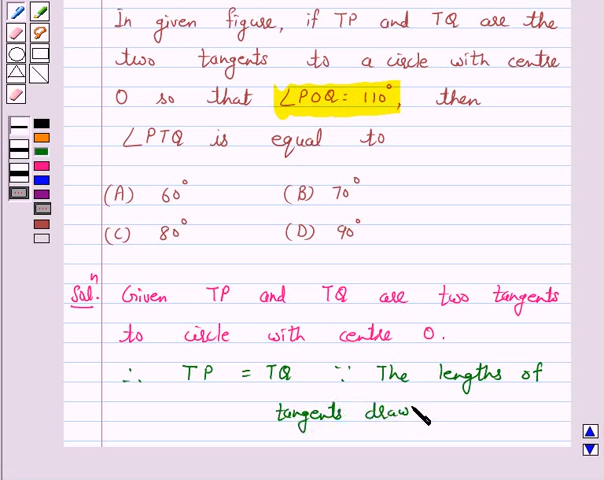 In given figure, if TP and TQ are the
two tangents to a circle with centre
O so that ∠POQ = 110°, then
∠PTQ is equal to
(A) 60° (B) 70°
(C) 80° (D) 90°
Solⁿ. Given TP and TQ are two tangents
to circle with centre O.
∴ TP = TQ ∵ The lengths of
tangents draw